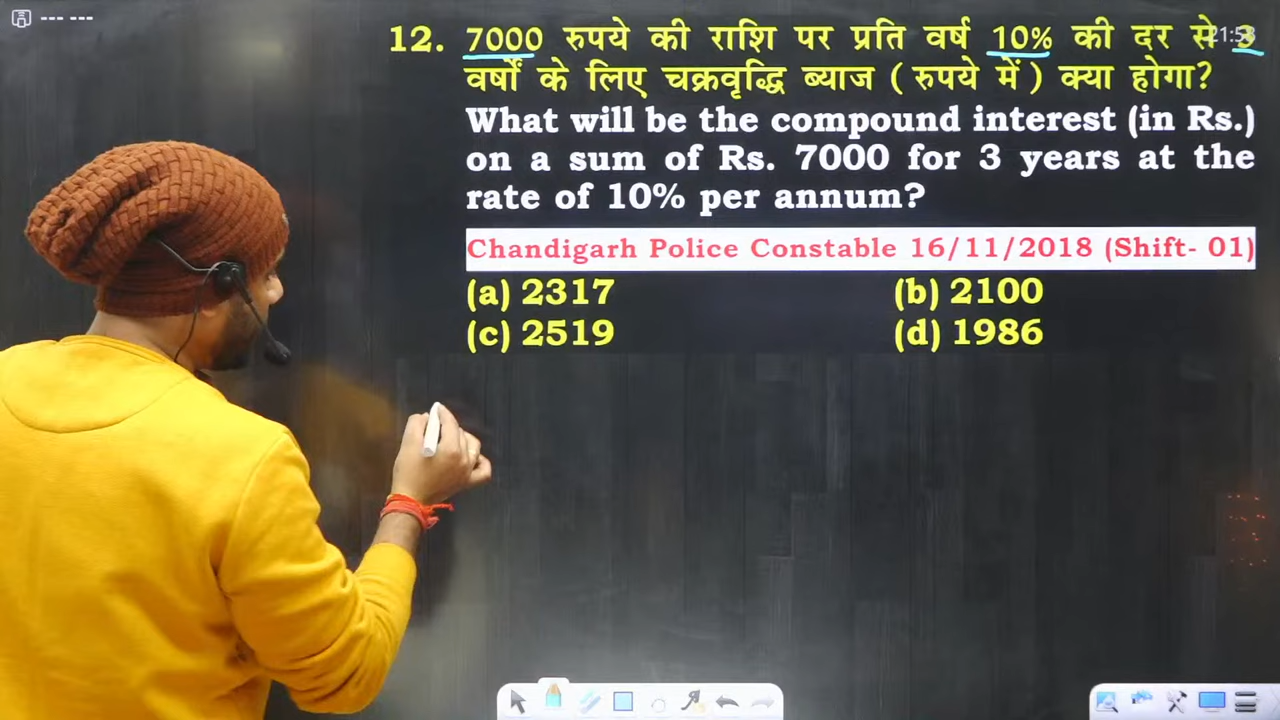 12. 7000 रुपये की राशि पर प्रति वर्ष 10% की दर से 3
वर्षों के लिए चक्रवृद्धि ब्याज ( रुपये में ) क्या होगा?
What will be the compound interest (in Rs.)
on a sum of Rs. 7000 for 3 years at the
rate of 10% per annum?
Chandigarh Police Constable 16/11/2018 (Shift- 01)
(a) 2317 (b) 2100
(c) 2519 (d) 1986